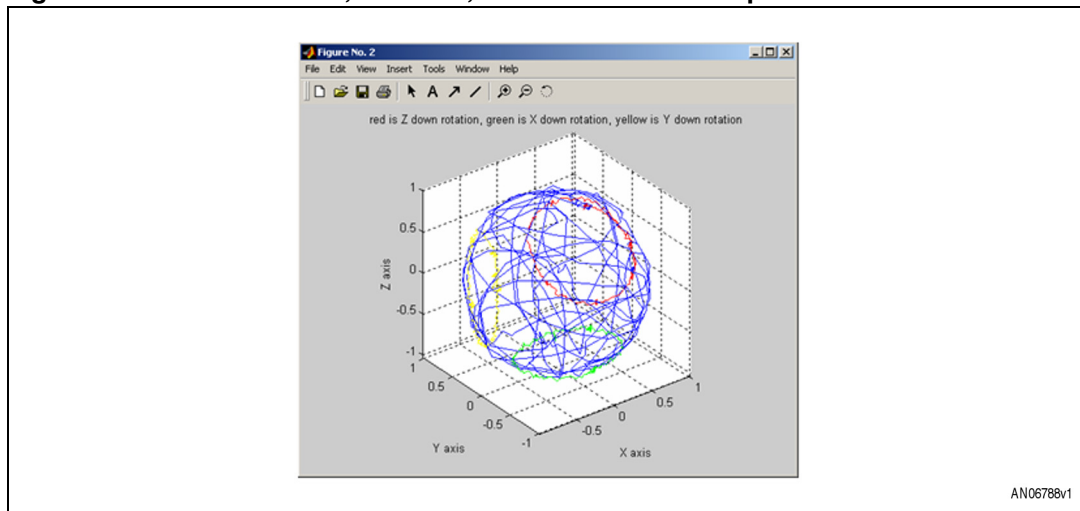 Figure No. 2
File Edit View Insert Tools Window Help
A
red is Z down rotation, green is X down rotation, yellow is Y down rotation
1
0.5
0
-0.5
-1
Z axis
1
0.5
0
-0.5
-1
Y axis
-0.5
0
0.5
1
X axis
AN06788v1